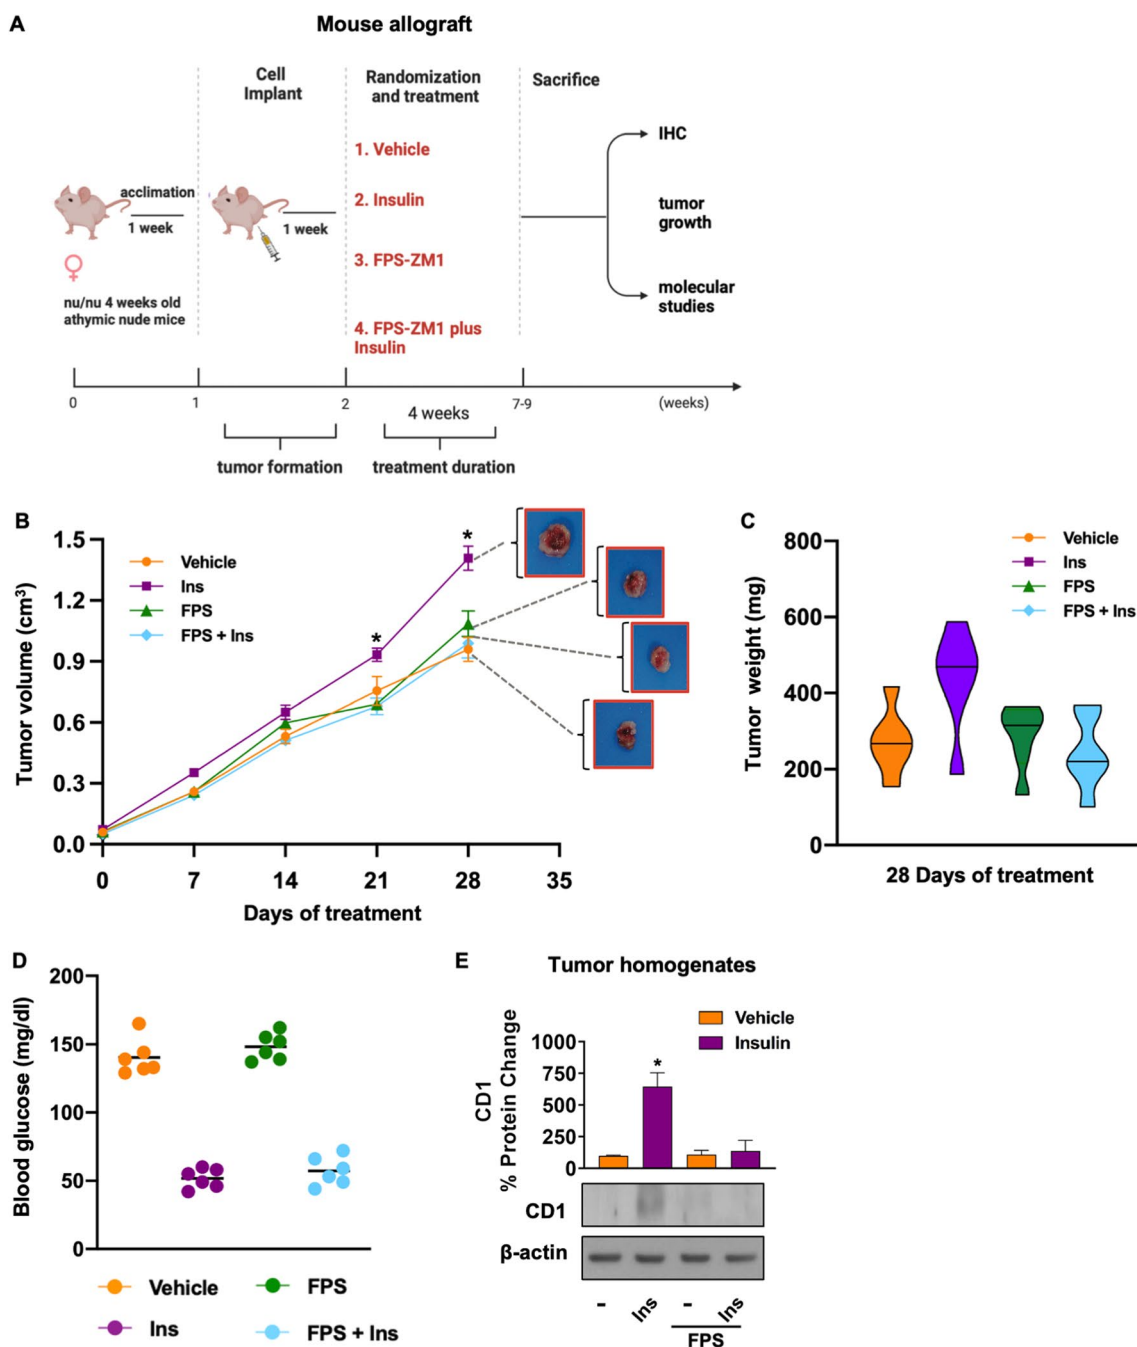 A
Mouse allograft
Cell
Implant
Randomization
and treatment
Sacrifice
1. Vehicle
2. Insulin
3. FPS-ZM1
4. FPS-ZM1 plus
Insulin
acclimation
1 week
1 week
nu/nu 4 weeks old
athymic nude mice
IHC
tumor
growth
molecular
studies
0
1
2
4 weeks
7-9
(weeks)
tumor formation
treatment duration
B
Tumor volume (cm³)
1.5
1.2
0.9
0.6
0.3
0.0
Vehicle
Ins
FPS
FPS + Ins
*
*
0 7 14 21 28 35
Days of treatment
C
Tumor weight (mg)
800
600
400
200
0
Vehicle
Ins
FPS
FPS + Ins
28 Days of treatment
D
Blood glucose (mg/dl)
200
150
100
50
0
Vehicle
FPS
Ins
FPS + Ins
E
Tumor homogenates
Vehicle
Insulin
CD1
% Protein Change
1000
750
500
250
0
*
CD1
β-actin
- Ins - Ins
FPS